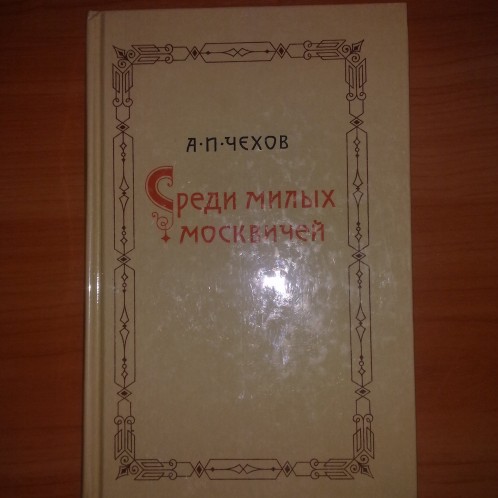 А·П·ЧЕХОВ
Среди милых
москвичей